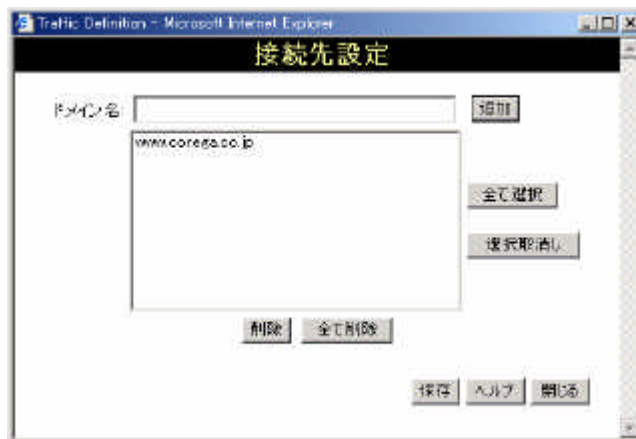 Traffic Definition - Microsoft Internet Explorer
接続先設定
ドメイン名 追加
www.corega.co.jp
全て選択
選択取消し
削除 全て削除
保存 ヘルプ 閉じる